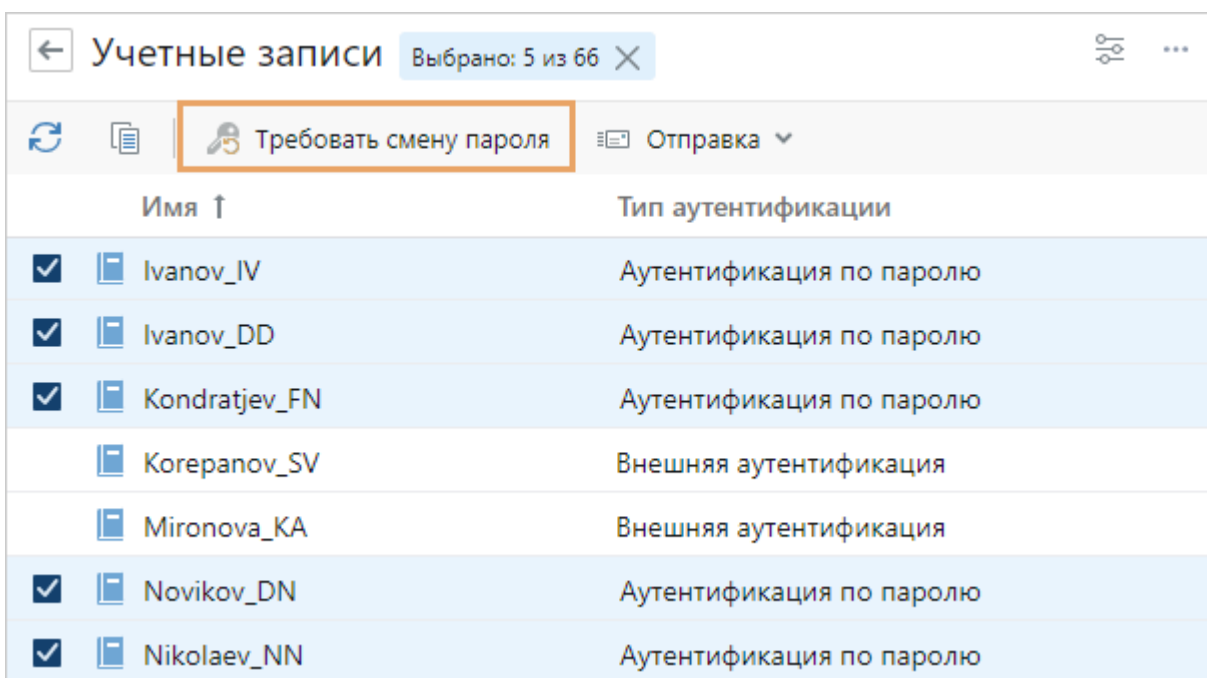 Учетные записи Выбрано: 5 из 66
Требовать смену пароля Отправка
Имя Тип аутентификации
Ivanov_IV Аутентификация по паролю
Ivanov_DD Аутентификация по паролю
Kondratjev_FN Аутентификация по паролю
Korepanov_SV Внешняя аутентификация
Mironova_KA Внешняя аутентификация
Novikov_DN Аутентификация по паролю
Nikolaev_NN Аутентификация по паролю